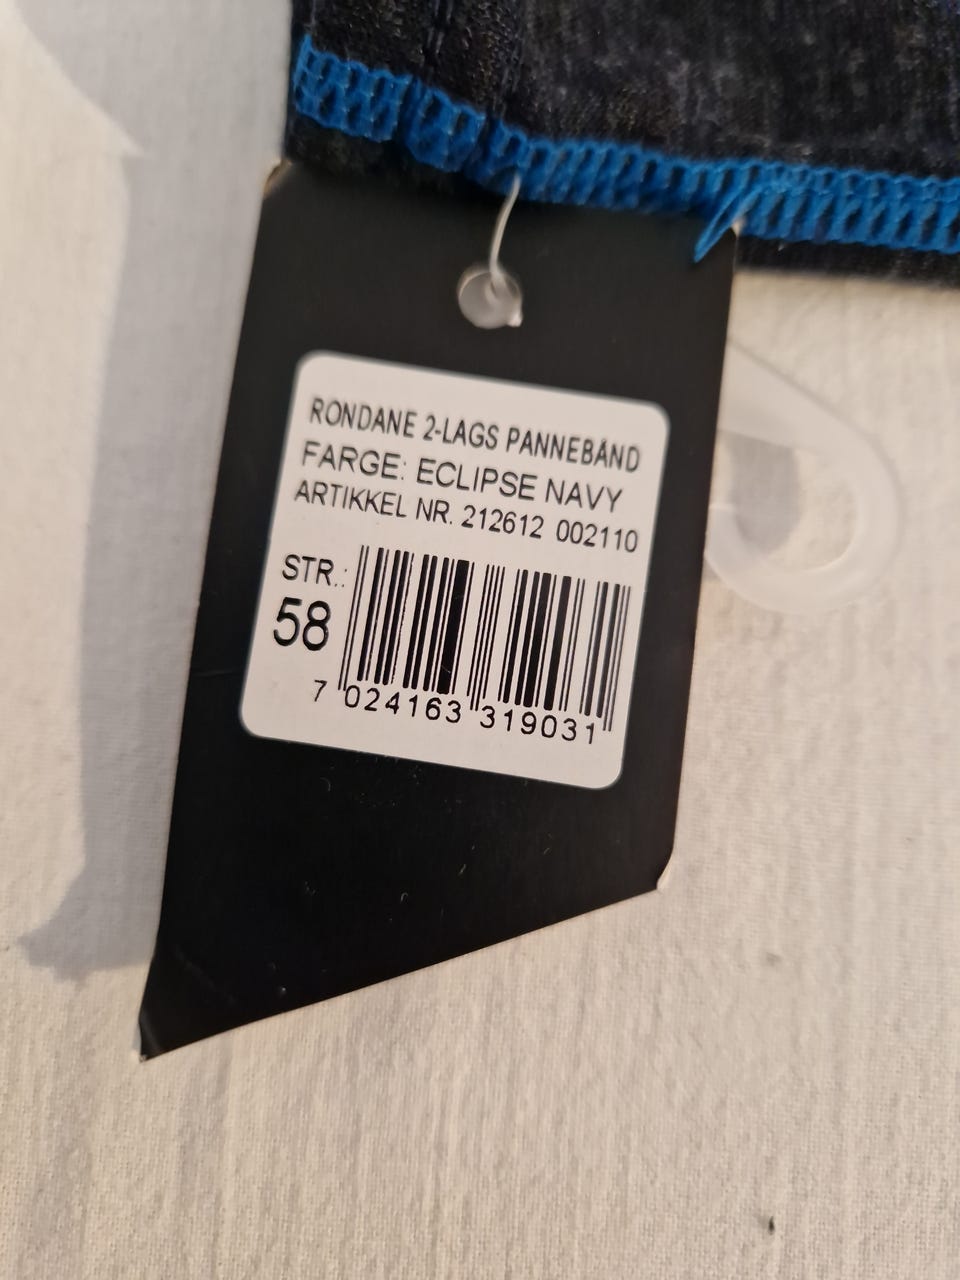 RONDANE 2-LAGS PANNEBÅND
FARGE: ECLIPSE NAVY
ARTIKKEL NR. 212612 002110
STR.:
58
7 024163 319031